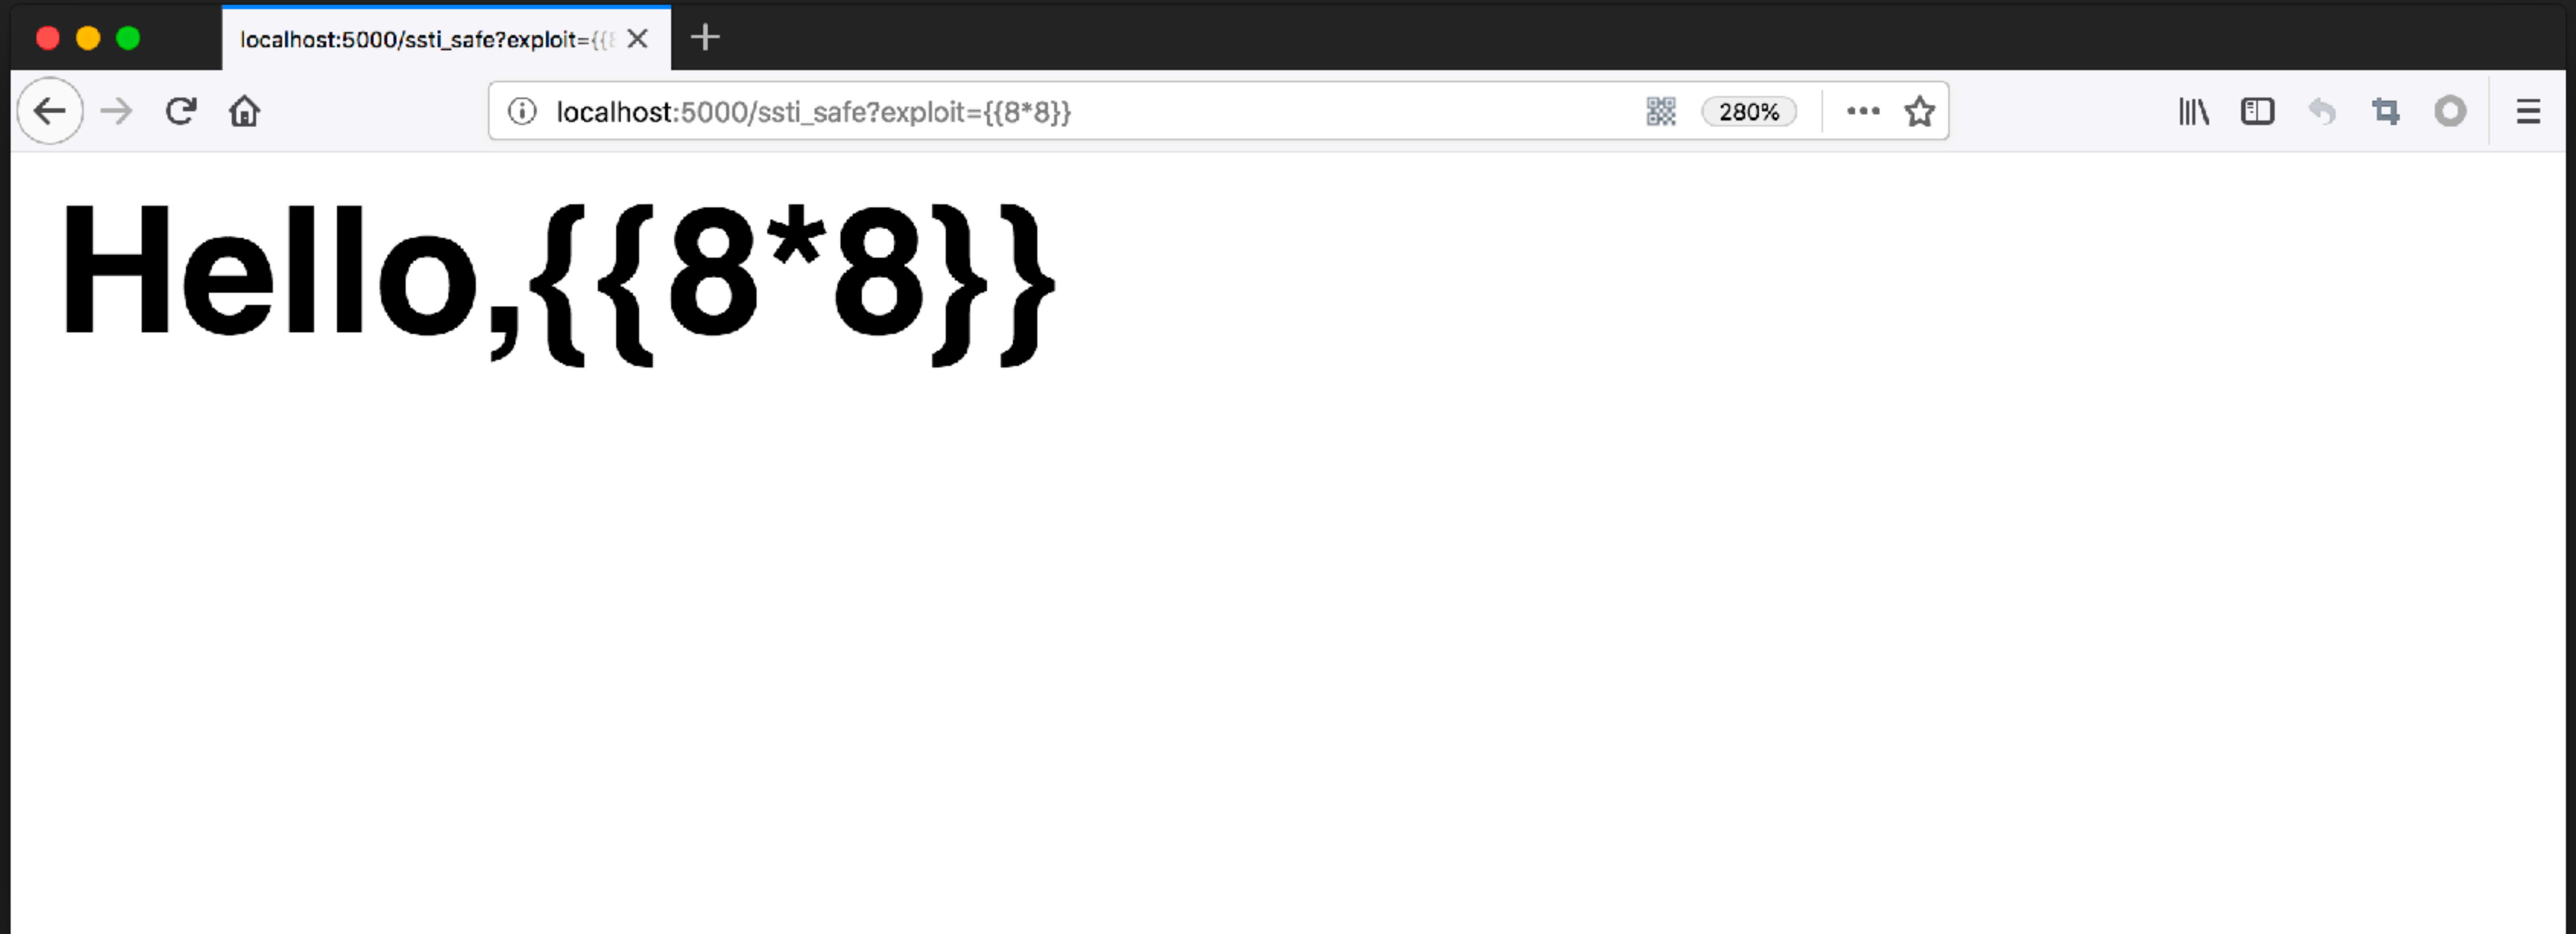 localhost:5000/ssti_safe?exploit={{
localhost:5000/ssti_safe?exploit={{8*8}}
280%
Hello,{{8*8}}